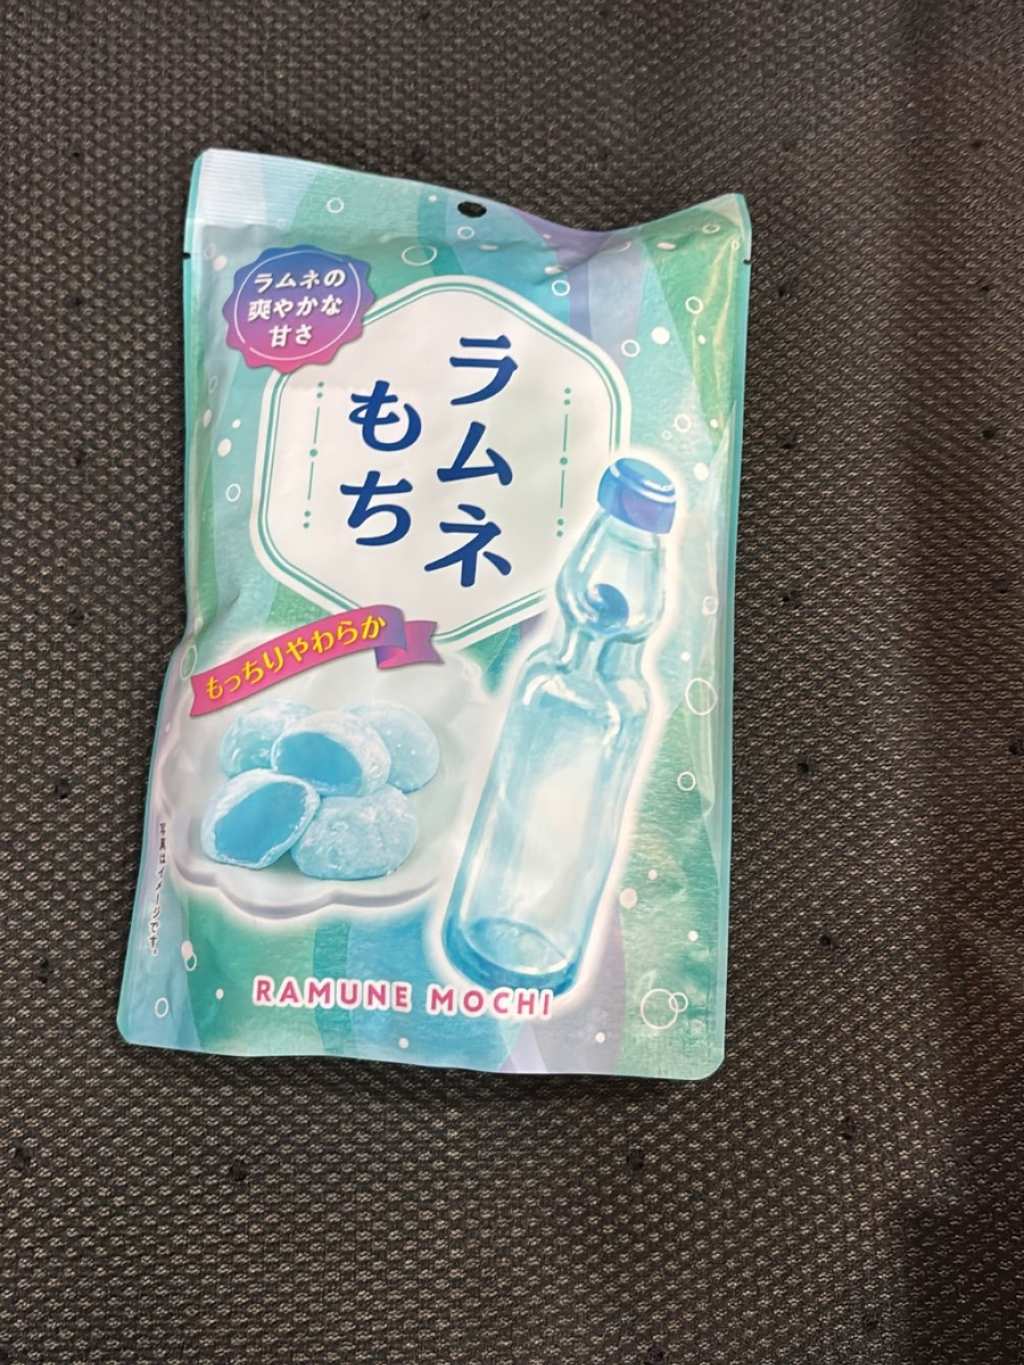 ラムネの
爽やかな
甘さ
ラムネ
もち
もっちりやわらか
写真はイメージです。
RAMUNE MOCHI